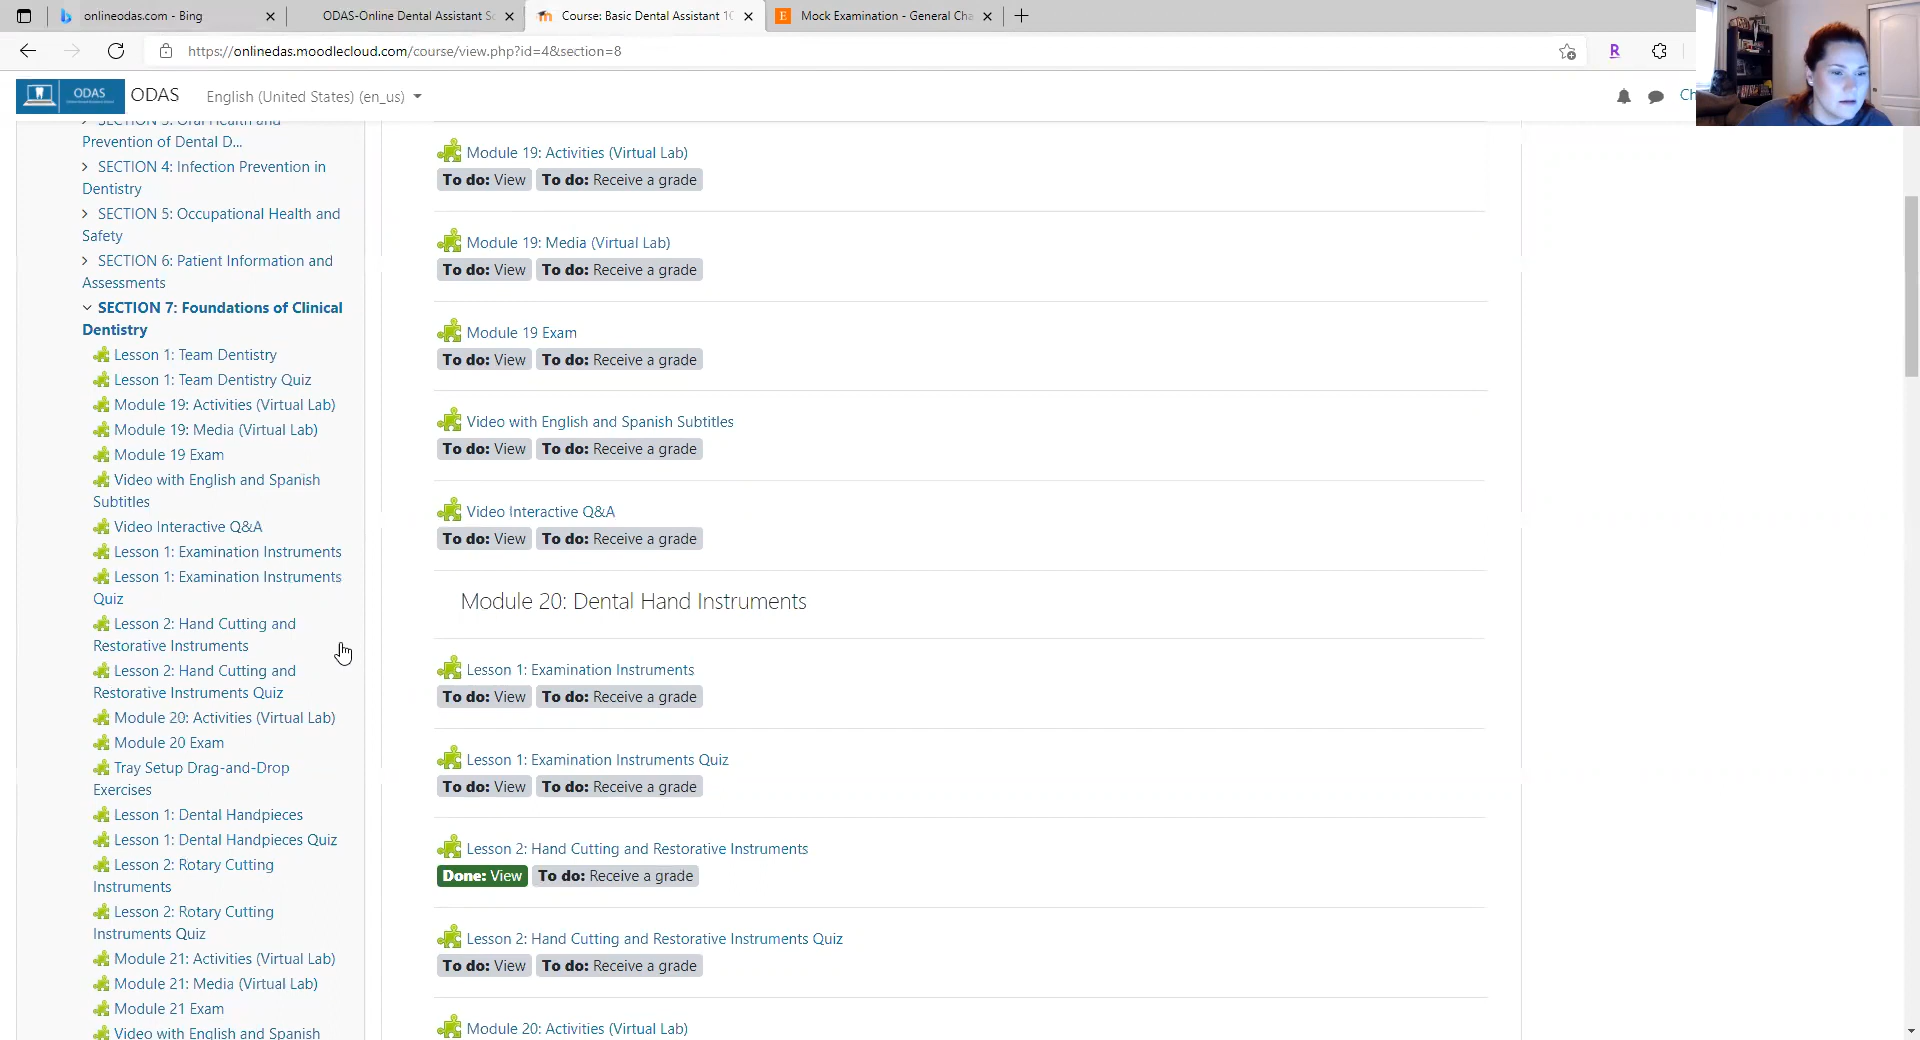 onlineodas.com - Bing
ODAS-Online Dental Assistant Sc
Course: Basic Dental Assistant 10
Mock Examination - General Cha
https://onlinedas.moodlecloud.com/course/view.php?id=4&section=8
ODAS
ODAS
English (United States) (en_us)
Ch
SECTION 3: Oral Health and
Prevention of Dental D...
SECTION 4: Infection Prevention in
Dentistry
SECTION 5: Occupational Health and
Safety
SECTION 6: Patient Information and
Assessments
SECTION 7: Foundations of Clinical
Dentistry
Lesson 1: Team Dentistry
Lesson 1: Team Dentistry Quiz
Module 19: Activities (Virtual Lab)
Module 19: Media (Virtual Lab)
Module 19 Exam
Video with English and Spanish
Subtitles
Video Interactive Q&A
Lesson 1: Examination Instruments
Lesson 1: Examination Instruments
Quiz
Lesson 2: Hand Cutting and
Restorative Instruments
Lesson 2: Hand Cutting and
Restorative Instruments Quiz
Module 20: Activities (Virtual Lab)
Module 20 Exam
Tray Setup Drag-and-Drop
Exercises
Lesson 1: Dental Handpieces
Lesson 1: Dental Handpieces Quiz
Lesson 2: Rotary Cutting
Instruments
Lesson 2: Rotary Cutting
Instruments Quiz
Module 21: Activities (Virtual Lab)
Module 21: Media (Virtual Lab)
Module 21 Exam
Video with English and Spanish
Module 19: Activities (Virtual Lab)
To do: View To do: Receive a grade
Module 19: Media (Virtual Lab)
To do: View To do: Receive a grade
Module 19 Exam
To do: View To do: Receive a grade
Video with English and Spanish Subtitles
To do: View To do: Receive a grade
Video Interactive Q&A
To do: View To do: Receive a grade
Module 20: Dental Hand Instruments
Lesson 1: Examination Instruments
To do: View To do: Receive a grade
Lesson 1: Examination Instruments Quiz
To do: View To do: Receive a grade
Lesson 2: Hand Cutting and Restorative Instruments
Done: View To do: Receive a grade
Lesson 2: Hand Cutting and Restorative Instruments Quiz
To do: View To do: Receive a grade
Module 20: Activities (Virtual Lab)